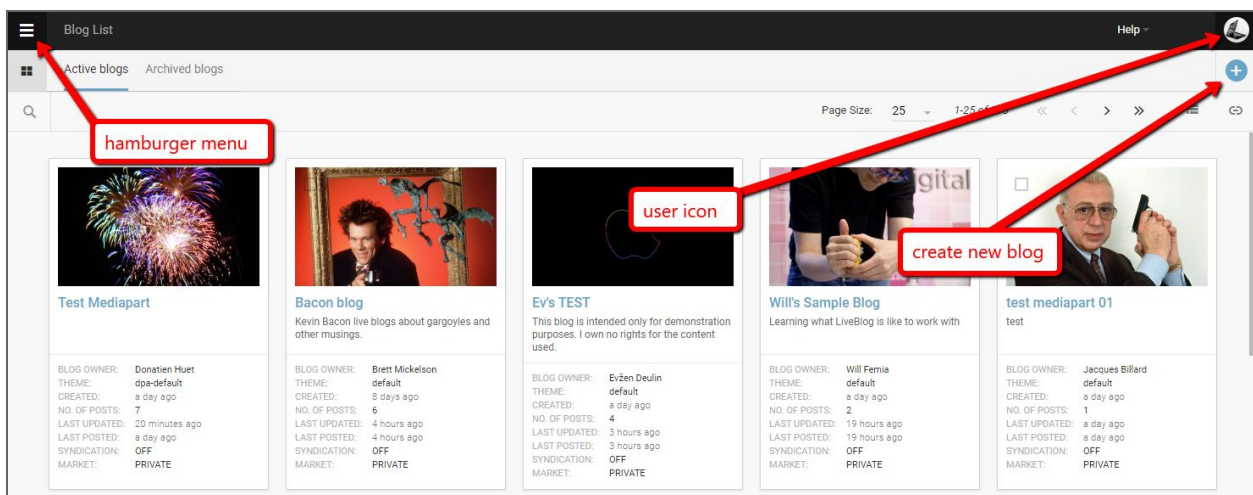 Blog List
Help
Active blogs Archived blogs
Page Size: 25 1-25 of
hamburger menu
user icon
create new blog
gital
Test Mediapart
BLOG OWNER: Donatien Huet
THEME: dpa-default
CREATED: a day ago
NO. OF POSTS: 7
LAST UPDATED: 20 minutes ago
LAST POSTED: a day ago
SYNDICATION: OFF
MARKET: PRIVATE
Bacon blog
Kevin Bacon live blogs about gargoyles and
other musings.
BLOG OWNER: Brett Mickelson
THEME: default
CREATED: 8 days ago
NO. OF POSTS: 6
LAST UPDATED: 4 hours ago
LAST POSTED: 4 hours ago
SYNDICATION: OFF
MARKET: PRIVATE
Ev's TEST
This blog is intended only for demonstration
purposes. I own no rights for the content
used.
BLOG OWNER: Evžen Deulin
THEME: default
CREATED: a day ago
NO. OF POSTS: 4
LAST UPDATED: 3 hours ago
LAST POSTED: 3 hours ago
SYNDICATION: OFF
MARKET: PRIVATE
Will's Sample Blog
Learning what LiveBlog is like to work with
BLOG OWNER: Will Femia
THEME: default
CREATED: a day ago
NO. OF POSTS: 2
LAST UPDATED: 19 hours ago
LAST POSTED: 19 hours ago
SYNDICATION: OFF
MARKET: PRIVATE
test mediapart 01
test
BLOG OWNER: Jacques Billard
THEME: default
CREATED: a day ago
NO. OF POSTS: 1
LAST UPDATED: a day ago
LAST POSTED: a day ago
SYNDICATION: OFF
MARKET: PRIVATE